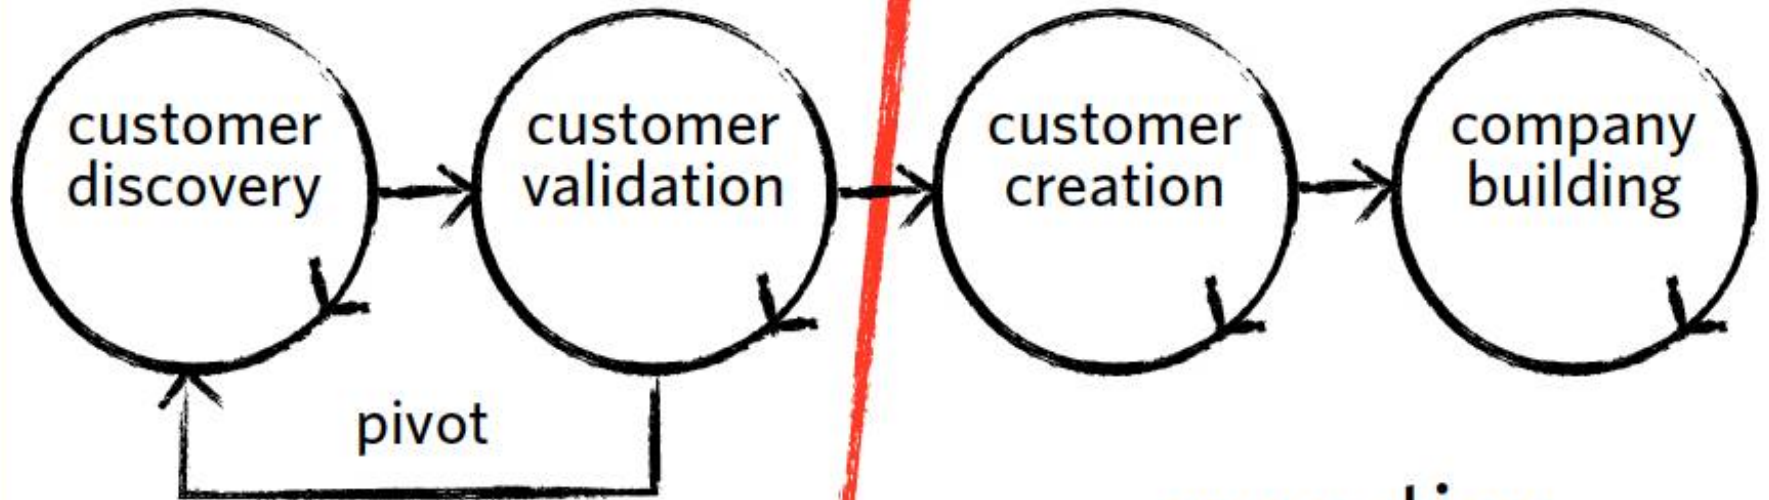 customer
discovery
customer
validation
customer
creation
company
building
pivot